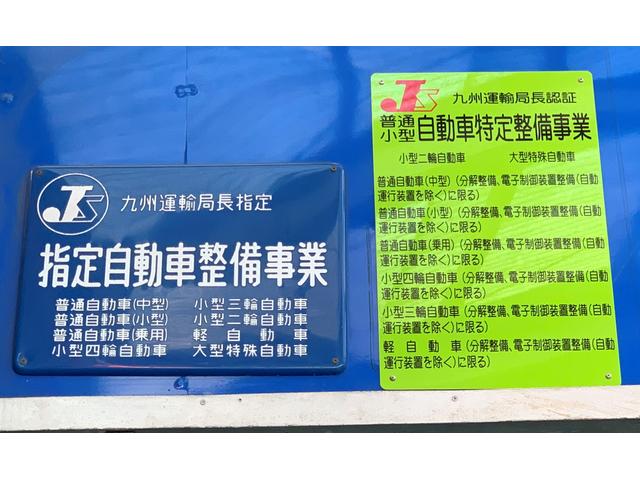 JS 九州運輸局長指定
指定自動車整備事業
普通自動車(中型) 小型三輪自動車
普通自動車(小型) 小型二輪自動車
普通自動車(乗用) 軽自動車
小型四輪自動車 大型特殊自動車
JS 九州運輸局長認証
普通小型自動車特定整備事業
小型二輪自動車 大型特殊自動車
普通自動車(中型)(分解整備、電子制御装置整備(自動
運行装置を除く)に限る)
普通自動車(小型)(分解整備、電子制御装置整備(自動
運行装置を除く)に限る)
普通自動車(乗用)(分解整備、電子制御装置整備(自動
運行装置を除く)に限る)
小型四輪自動車(分解整備、電子制御装置整備(自動
運行装置を除く)に限る)
小型三輪自動車(分解整備、電子制御装置整備(自動
運行装置を除く)に限る)
軽自動車(分解整備、電子制御装置整備(自動
運行装置を除く)に限る)